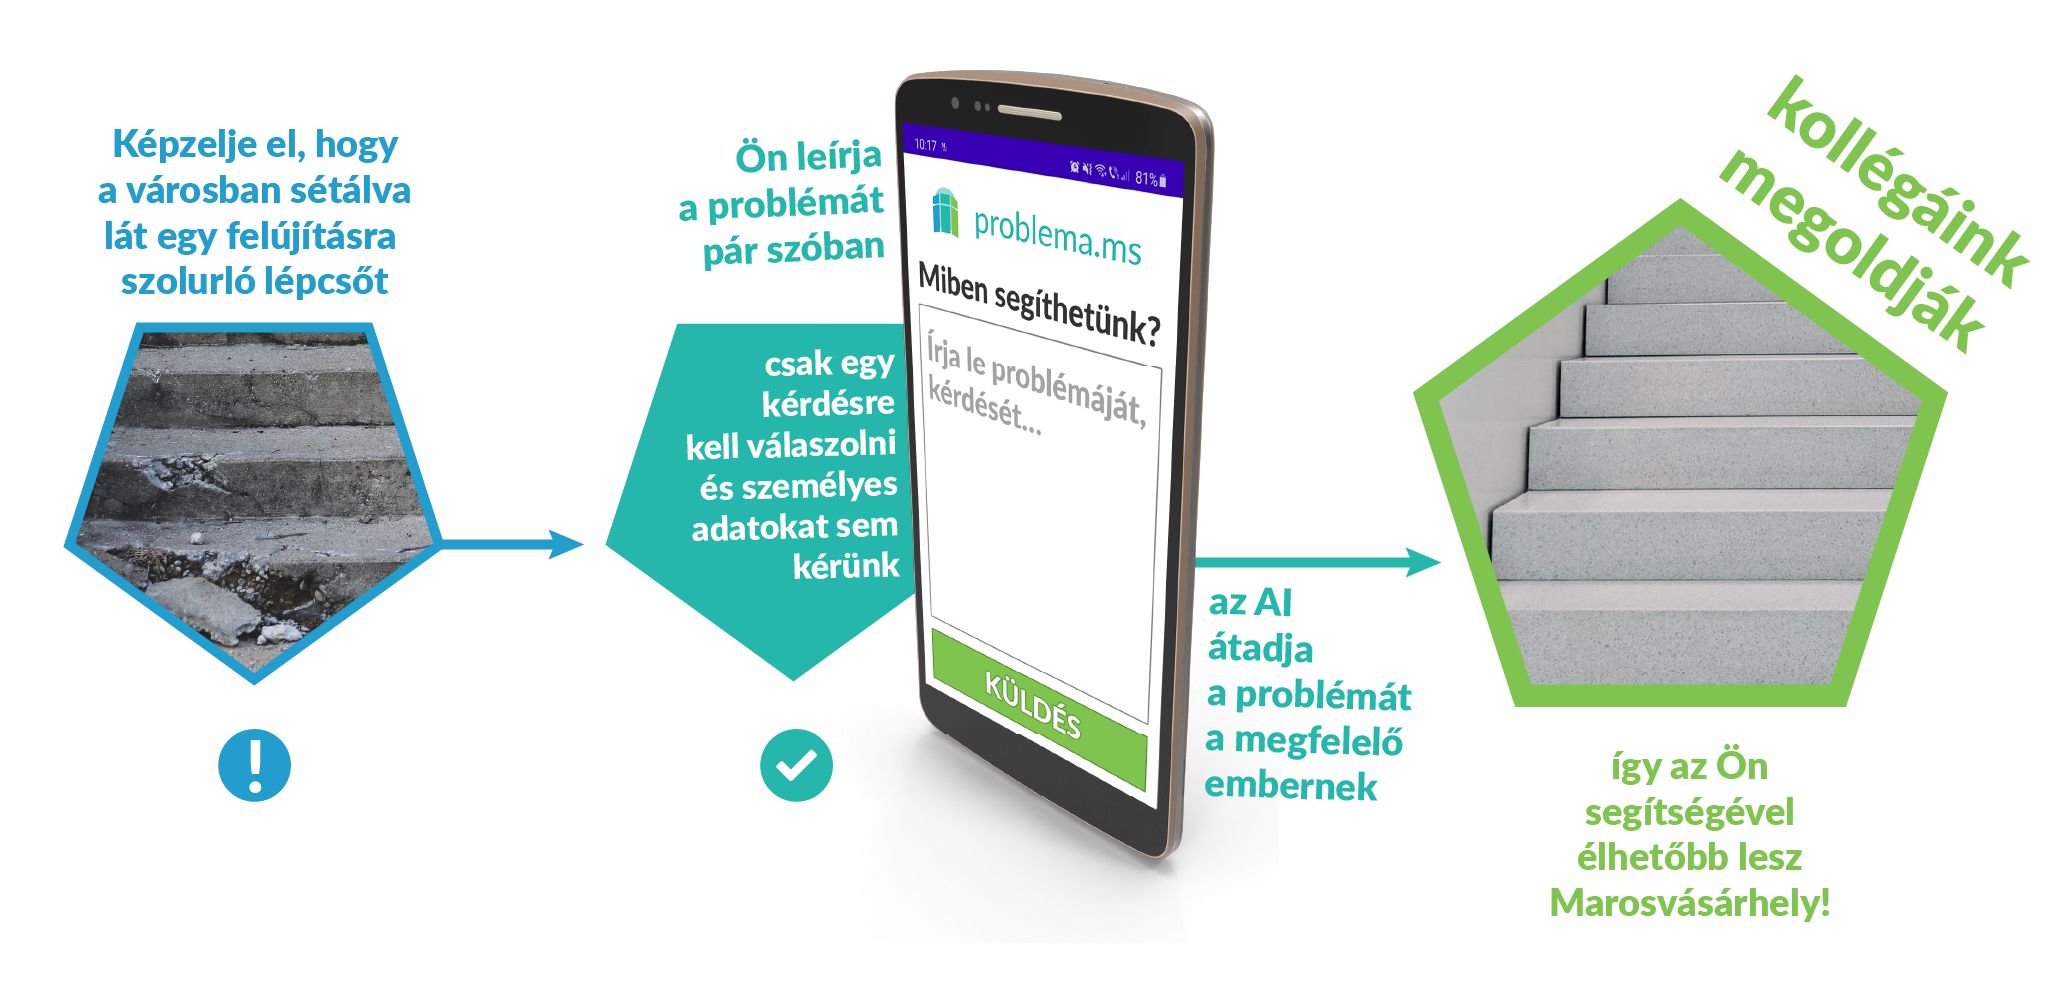 Képzelje el, hogy
a városban sétálva
lát egy felújításra
szolurló lépcsőt
Ön leírja
a problémát
pár szóban
csak egy
kérdésre
kell válaszolni
és személyes
adatokat sem
kérünk
10:17
81%
problema.ms
Miben segíthetünk?
Írja le problémáját,
kérdését...
KÜLDÉS
az AI
átadja
a problémát
a megfelelő
embernek
kollégáink
megoldják
így az Ön
segítségével
élhetőbb lesz
Marosvásárhely!